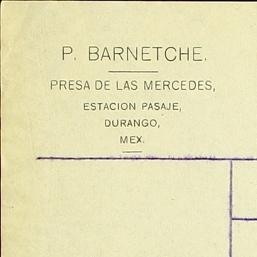 P. BARNETCHE.
PRESA DE LAS MERCEDES,
ESTACION PASAJE,
DURANGO,
MEX.